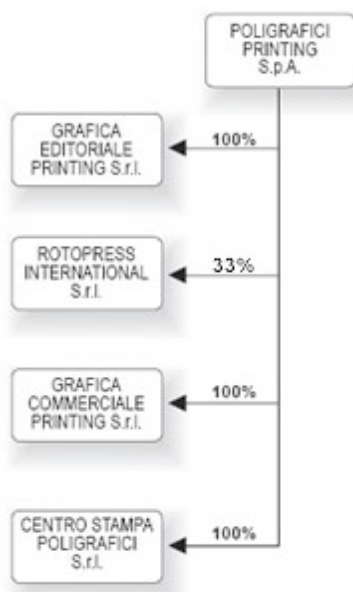 POLIGRAFICI
PRINTING
S.p.A.
GRAFICA
EDITORIALE
PRINTING S.r.l.
100%
ROTOPRESS
INTERNATIONAL
S.r.l.
33%
GRAFICA
COMMERCIALE
PRINTING S.r.l.
100%
CENTRO STAMPA
POLIGRAFICI
S.r.l.
100%